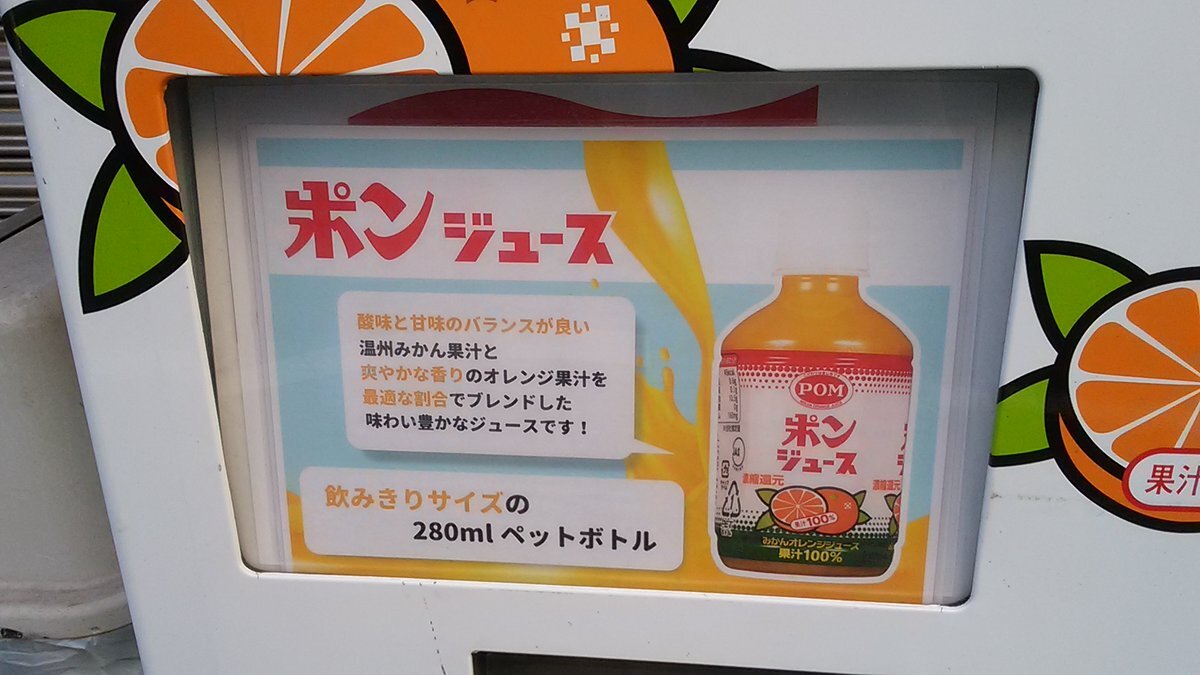 ポンジュース
酸味と甘味のバランスが良い
温州みかん果汁と
爽やかな香りのオレンジ果汁を
最適な割合でブレンドした
味わい豊かなジュースです！
飲みきりサイズの
280ml ペットボトル
POM
ポン
ジュース
濃縮還元
果汁100%
みかんオレンジジュース
果汁100%
JAS
濃縮還元
果汁